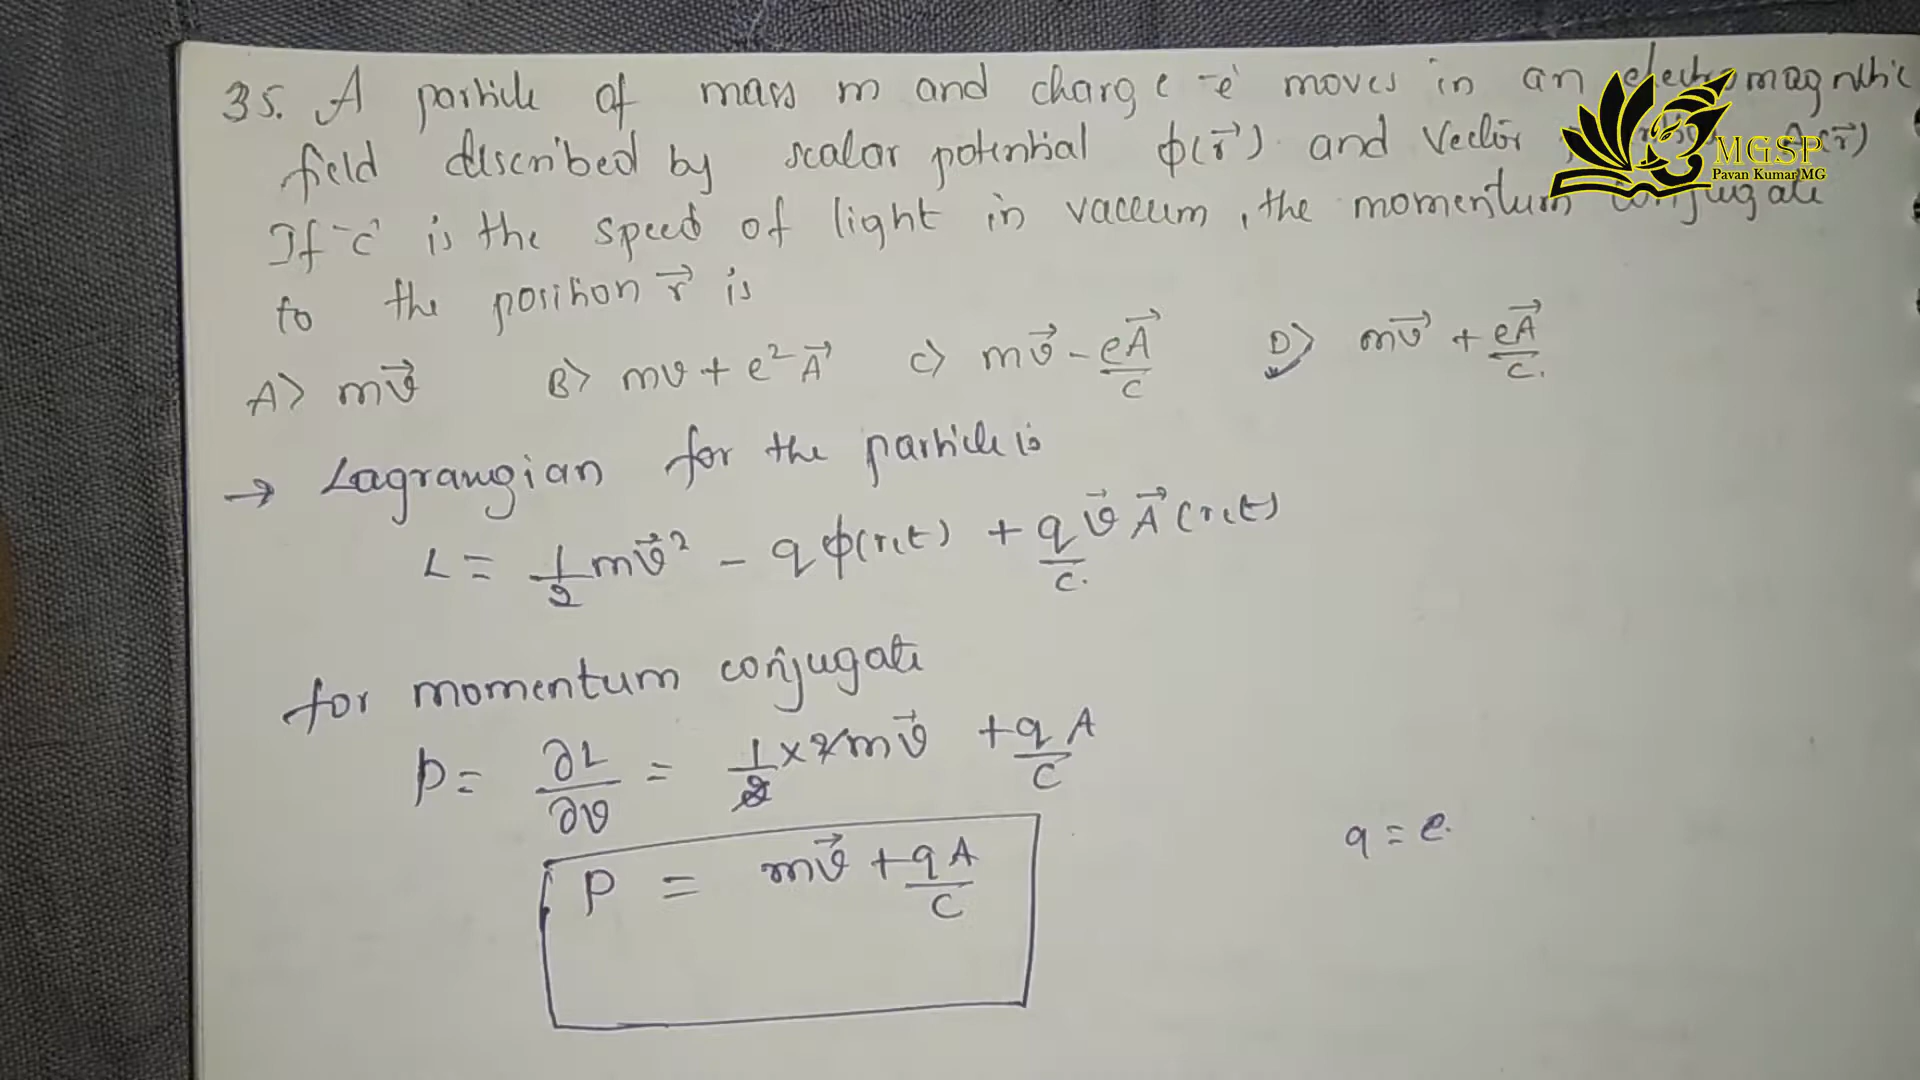 35. A particle of mass m and charge -e' moves in an electromagnetic
field described by scalar potential ϕ(r⃗) and Vector A(r⃗)
If -c' is the speed of light in vaccum, the momentum conjugate
to the position r⃗ is
A> mv⃗ B> mv + e² A⃗ C> mv⃗ - eA⃗/c D> mv⃗ + eA⃗/c.
→ Lagrangian for the particle is
L = 1/2 mv⃗² - qϕ(r,t) + q/c. v⃗ A⃗(r,t)
for momentum conjugate
p = ∂L/∂v = 1/2 × 2mv⃗ + qA/c
P = mv⃗ + qA/c
q = e.
MGSP
Pavan Kumar MG